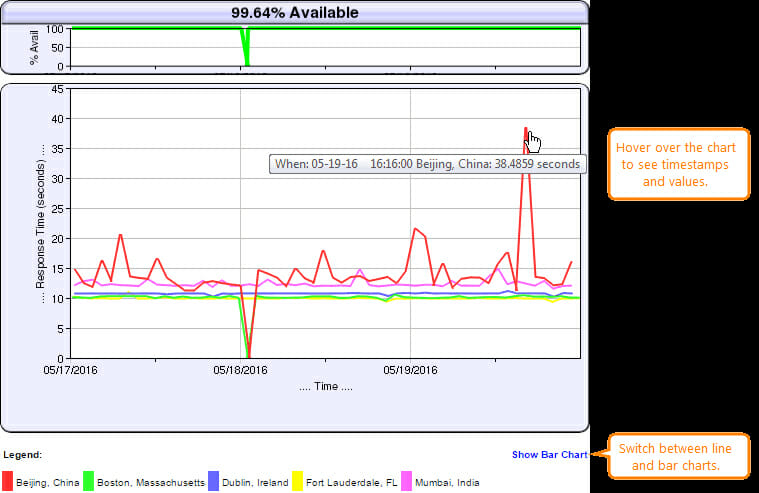 99.64% Available
% Avail
100
50
0
... Response Time (seconds) ...
45
40
35
30
25
20
15
10
5
0
When: 05-19-16 16:16:00 Beijing, China: 38.4859 seconds
05/17/2016 05/18/2016 05/19/2016
.... Time ....
Hover over the chart
to see timestamps
and values.
Legend:
Show Bar Chart
Switch between line
and bar charts.
Beijing, China Boston, Massachusetts Dublin, Ireland Fort Lauderdale, FL Mumbai, India